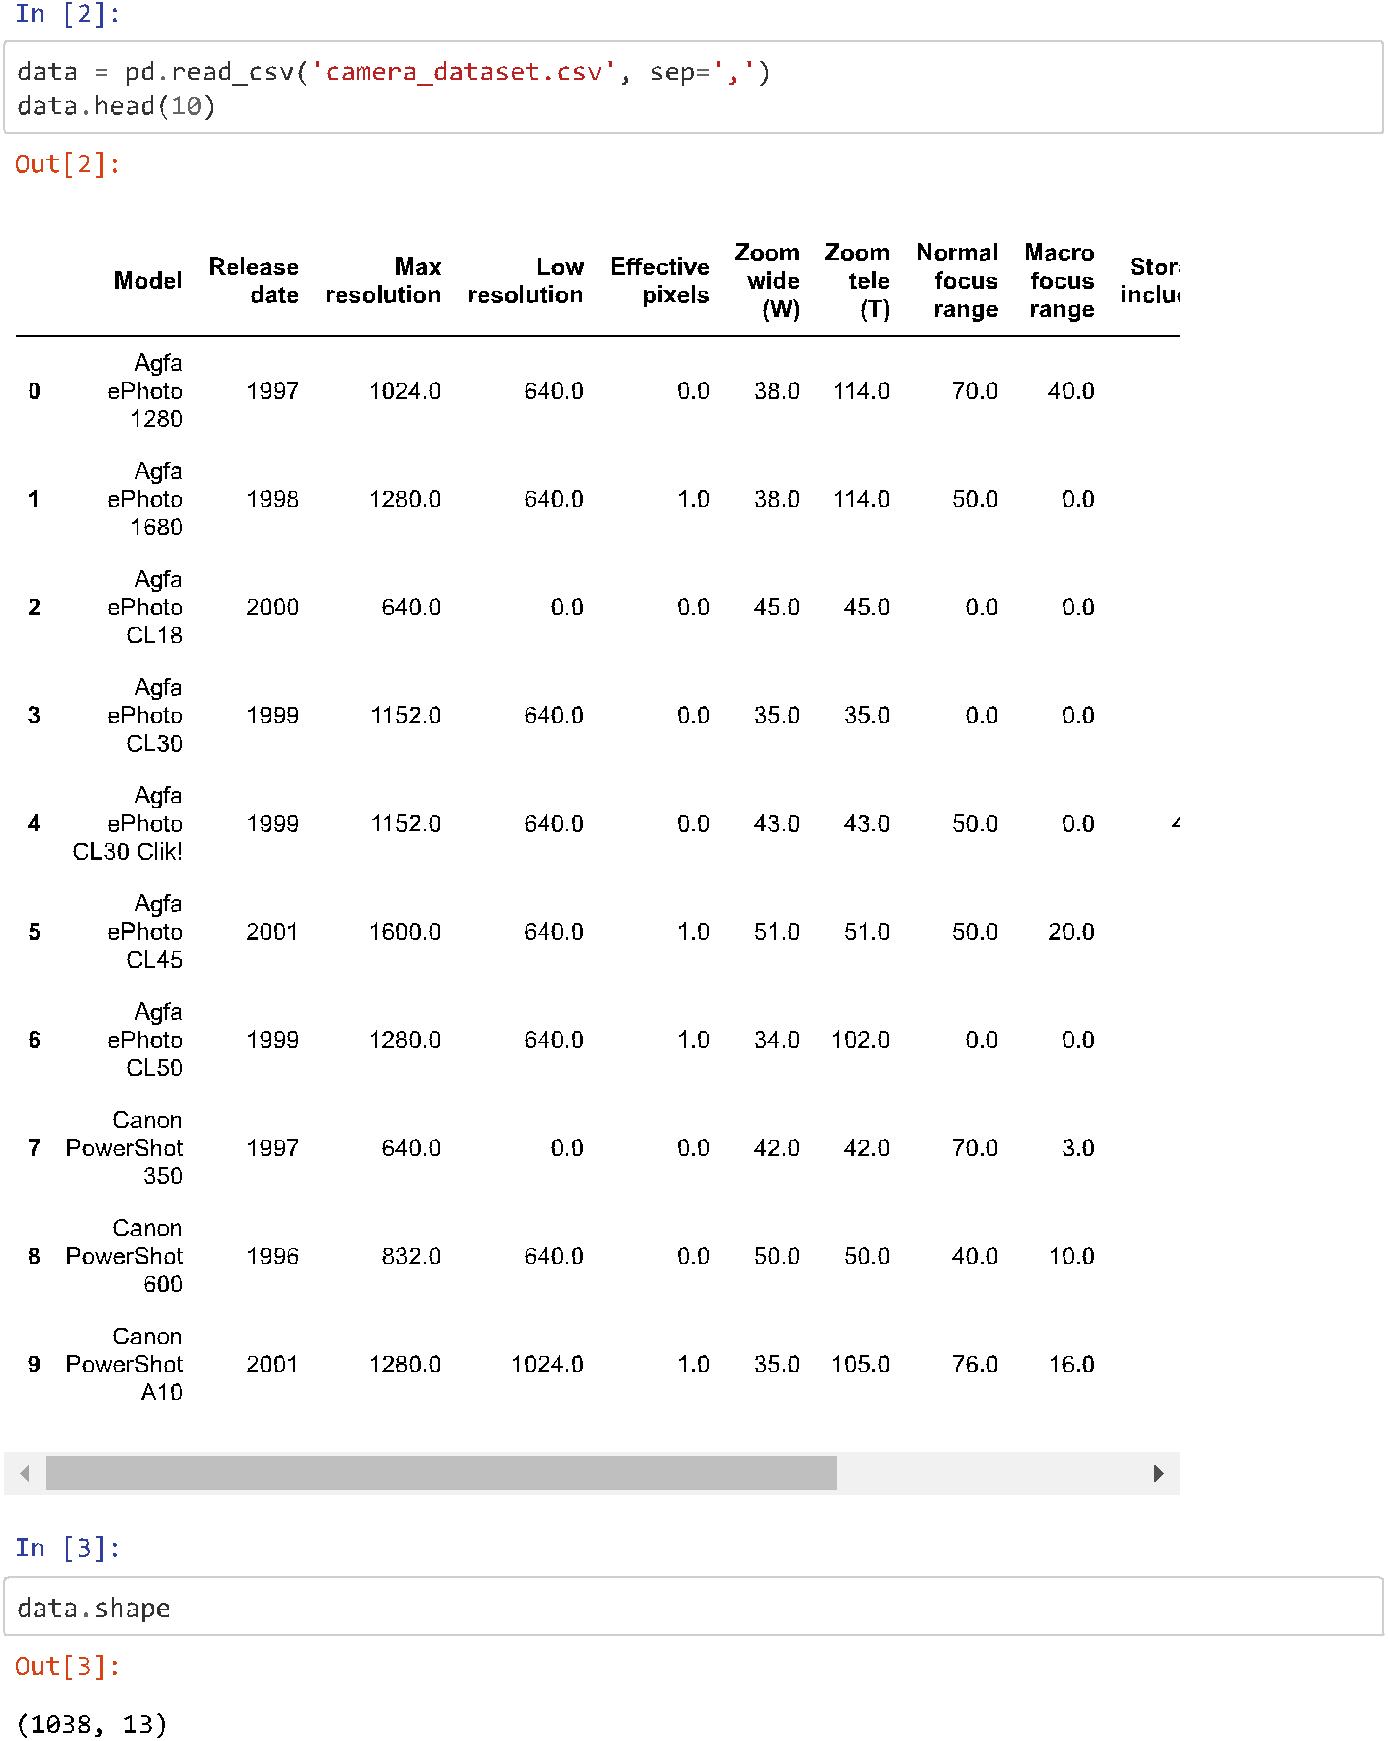 In [2]:
data = pd.read_csv('camera_dataset.csv', sep=',')
data.head(10)
Out[2]:
Model Release date Max resolution Low resolution Effective pixels Zoom wide (W) Zoom tele (T) Normal focus range Macro focus range
0 Agfa ePhoto 1280 1997 1024.0 640.0 0.0 38.0 114.0 70.0 40.0
1 Agfa ePhoto 1680 1998 1280.0 640.0 1.0 38.0 114.0 50.0 0.0
2 Agfa ePhoto CL18 2000 640.0 0.0 0.0 45.0 45.0 0.0 0.0
3 Agfa ePhoto CL30 1999 1152.0 640.0 0.0 35.0 35.0 0.0 0.0
4 Agfa ePhoto CL30 Clik! 1999 1152.0 640.0 0.0 43.0 43.0 50.0 0.0
5 Agfa ePhoto CL45 2001 1600.0 640.0 1.0 51.0 51.0 50.0 20.0
6 Agfa ePhoto CL50 1999 1280.0 640.0 1.0 34.0 102.0 0.0 0.0
7 Canon PowerShot 350 1997 640.0 0.0 0.0 42.0 42.0 70.0 3.0
8 Canon PowerShot 600 1996 832.0 640.0 0.0 50.0 50.0 40.0 10.0
9 Canon PowerShot A10 2001 1280.0 1024.0 1.0 35.0 105.0 76.0 16.0
In [3]:
data.shape
Out[3]:
(1038, 13)